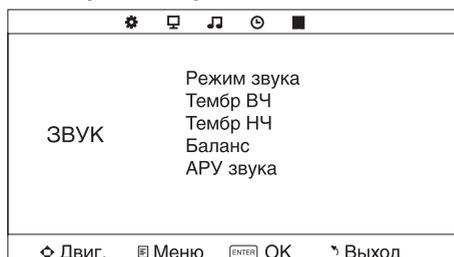 Режим звука
Тембр ВЧ
Тембр НЧ
ЗВУК
Баланс
АРУ звука
Двиг. Меню ENTER OK Выход